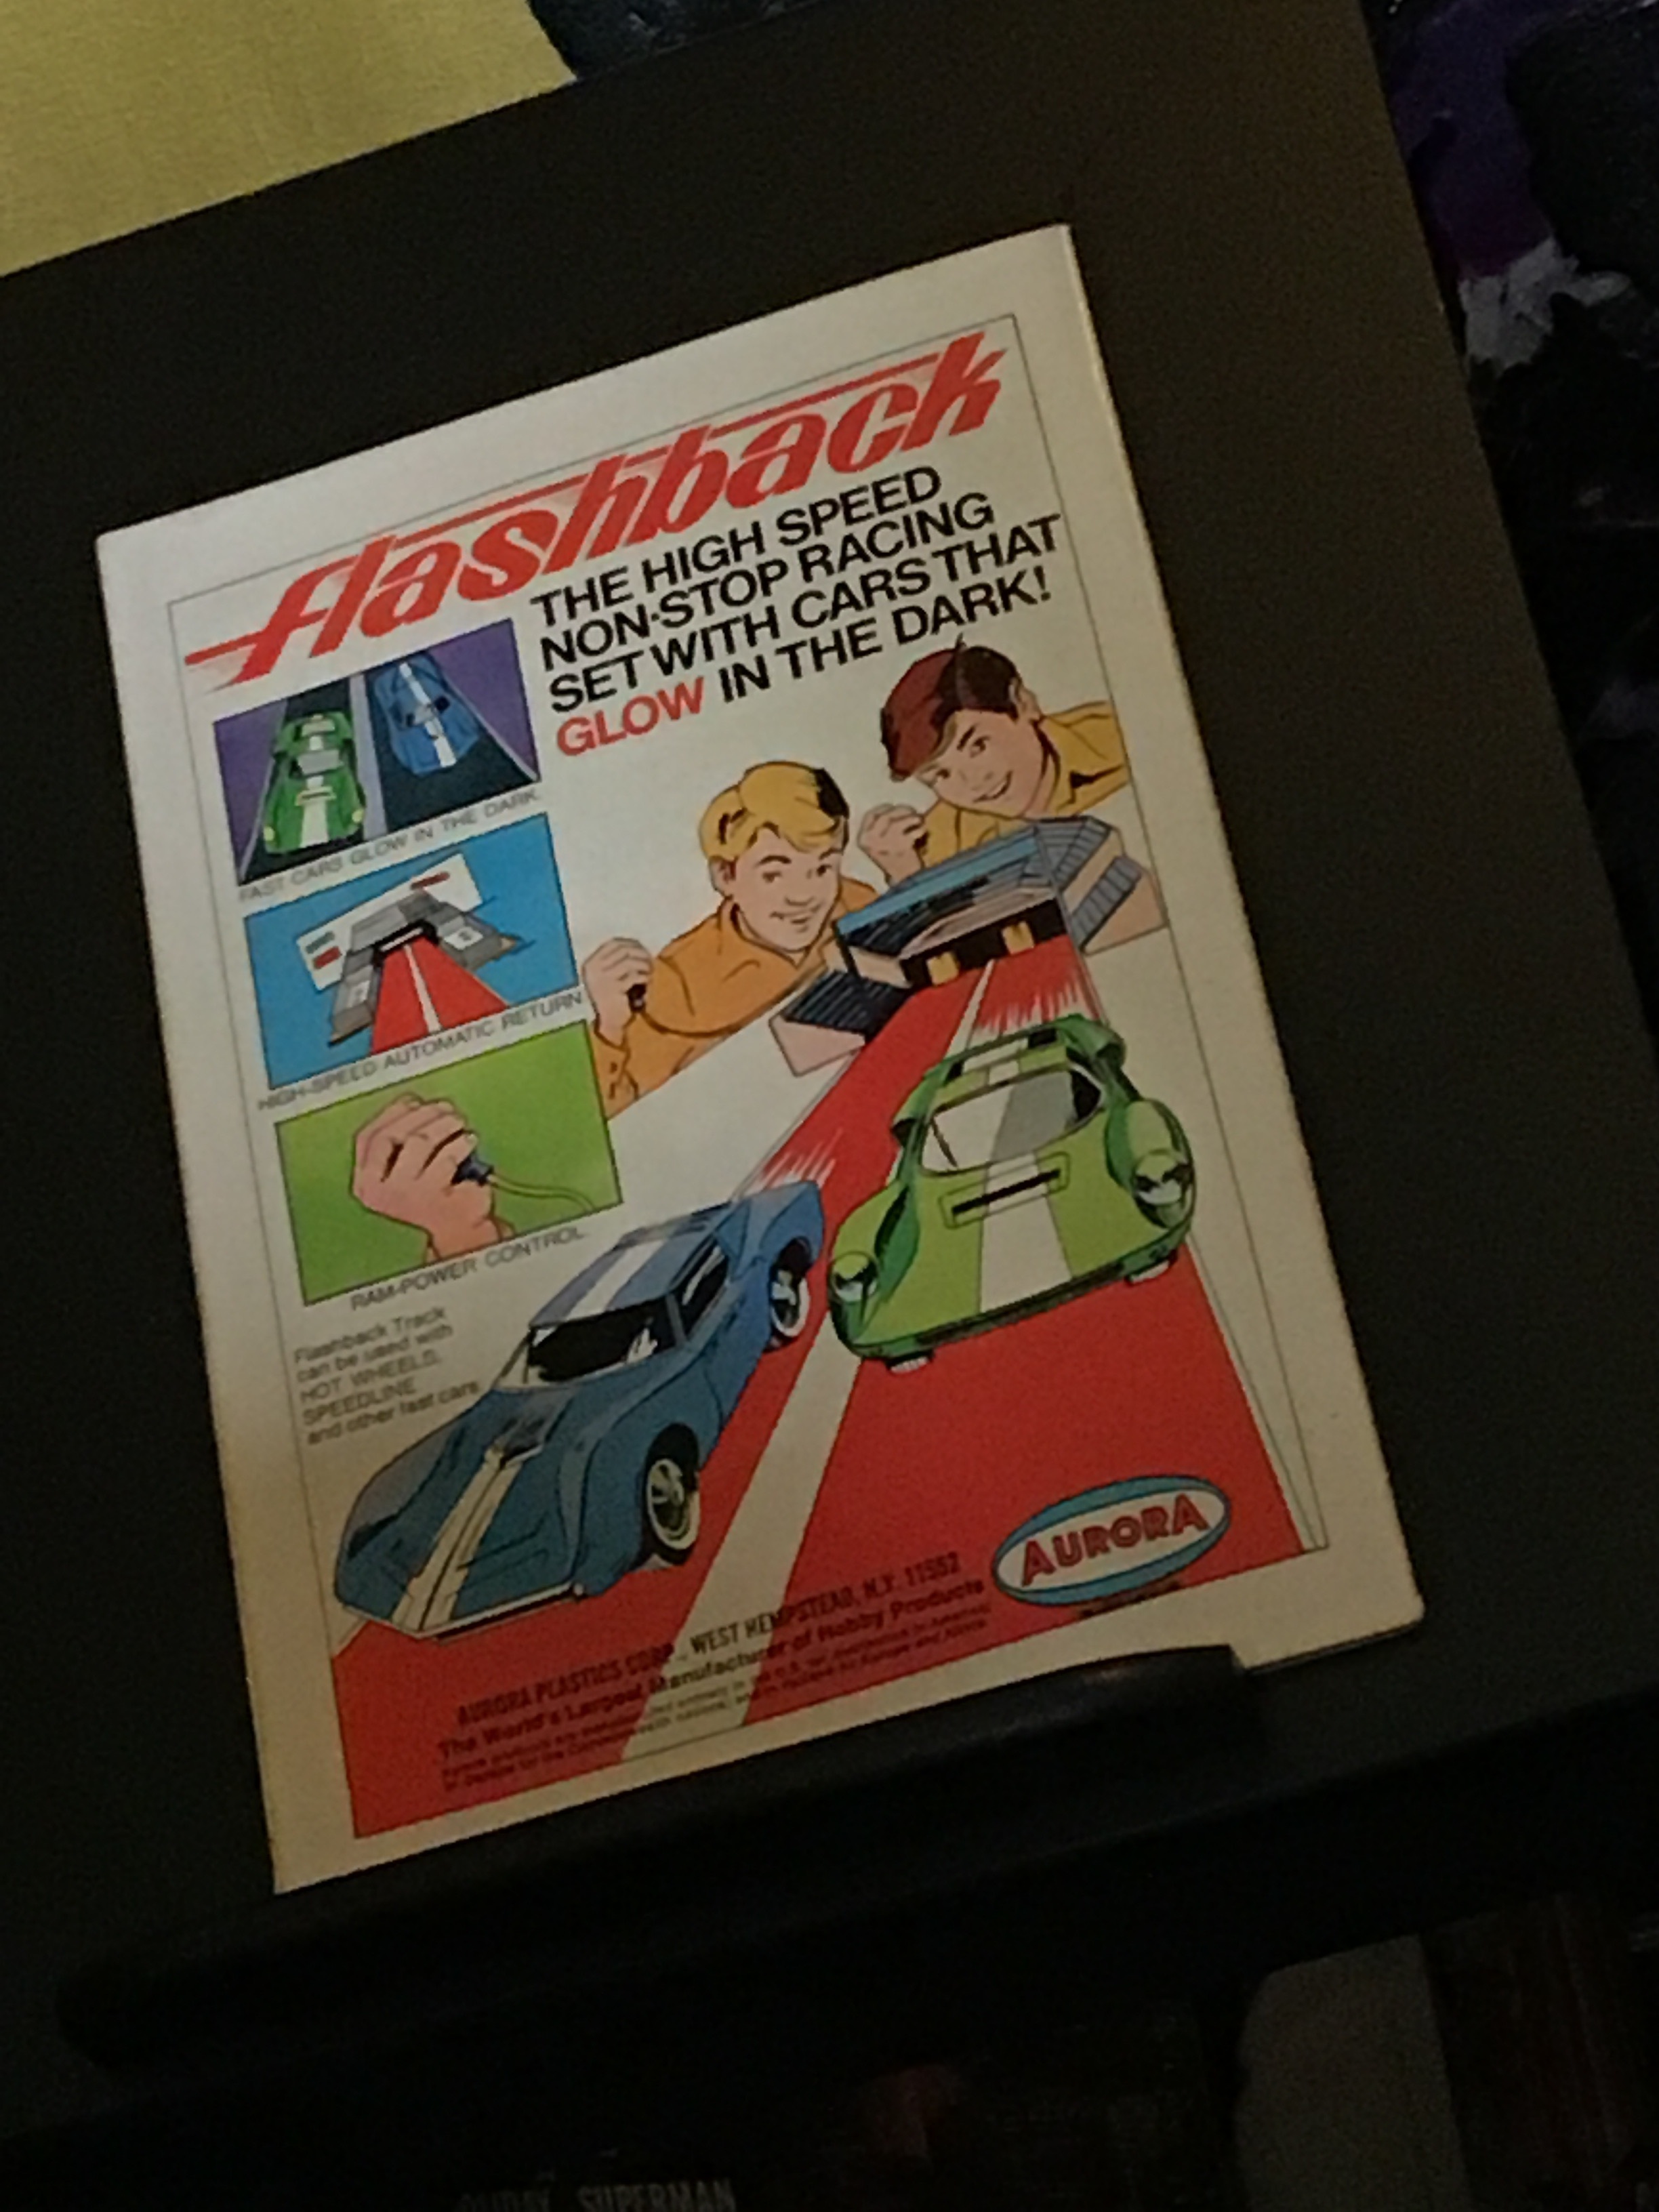 flashback
THE HIGH SPEED
NON-STOP RACING
SET WITH CARS THAT
GLOW IN THE DARK!
FAST CARS GLOW IN THE DARK
HIGH-SPEED AUTOMATIC RETURN
RAM-POWER CONTROL
Flashback Track
can be used with
HOT WHEELS,
SPEEDLINE
and other fast cars
AURORA
AURORA PLASTICS CORP., WEST HEMPSTEAD, N.Y. 11552
The World's Largest Manufacturer of Hobby Products
SUPERMAN